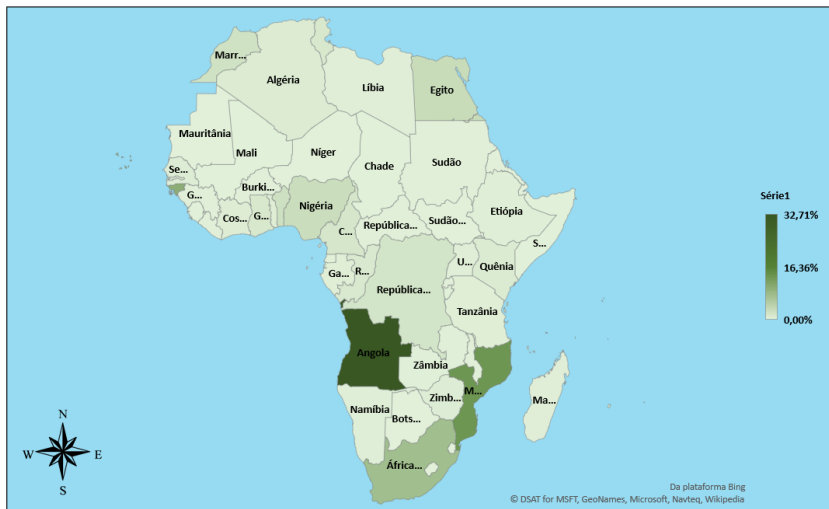 Marr...
Argélia
Líbia
Egito
Mauritânia
Mali
Níger
Chade
Sudão
Se...
G...
Burki...
Nigéria
Cos...
G...
C...
República...
Sudão...
Etiópia
S...
Ga...
R...
República...
U...
Quênia
Tanzânia
Angola
Zâmbia
M...
Zimb...
Ma...
Namíbia
Bots...
África...
Série1
32,71%
16,36%
0,00%
N
W E
S
Da plataforma Bing
© DSAT for MSFT, GeoNames, Microsoft, Navteq, Wikipedia